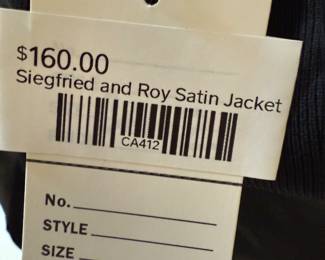 $160.00
Siegfried and Roy Satin Jacket
CA412
No.
STYLE
SIZE